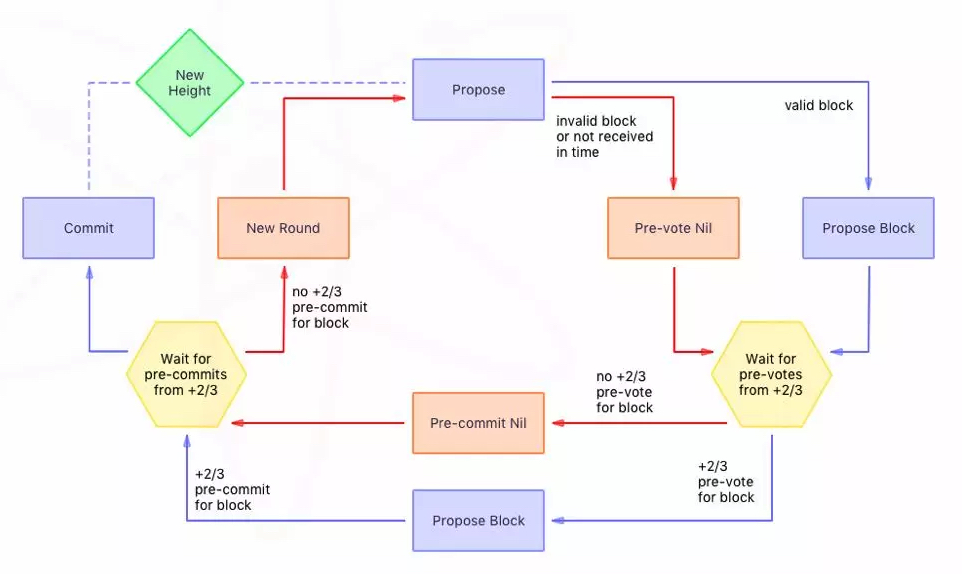 New
Height
Propose
valid block
invalid block
or not received
in time
Commit
New Round
Pre-vote Nil
Propose Block
no +2/3
pre-commit
for block
Wait for
pre-commits
from +2/3
Wait for
pre-votes
from +2/3
no +2/3
pre-vote
for block
Pre-commit Nil
+2/3
pre-commit
for block
+2/3
pre-vote
for block
Propose Block